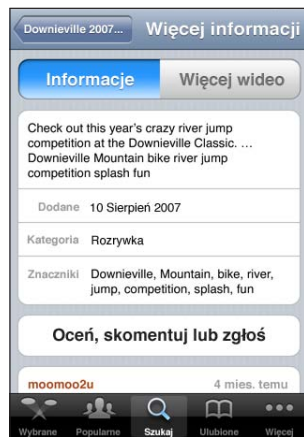 Downieville 2007...
Więcej informacji
Informacje
Więcej wideo
Check out this year's crazy river jump
competition at the Downieville Classic. ...
Downieville Mountain bike river jump
competition splash fun
Dodane 10 Sierpień 2007
Kategoria Rozrywka
Znaczniki Downieville, Mountain, bike, river,
jump, competition, splash, fun
Oceń, skomentuj lub zgłoś
moomoo2u 4 mies. temu
Wybrane Popularne Szukaj Ulubione Więcej